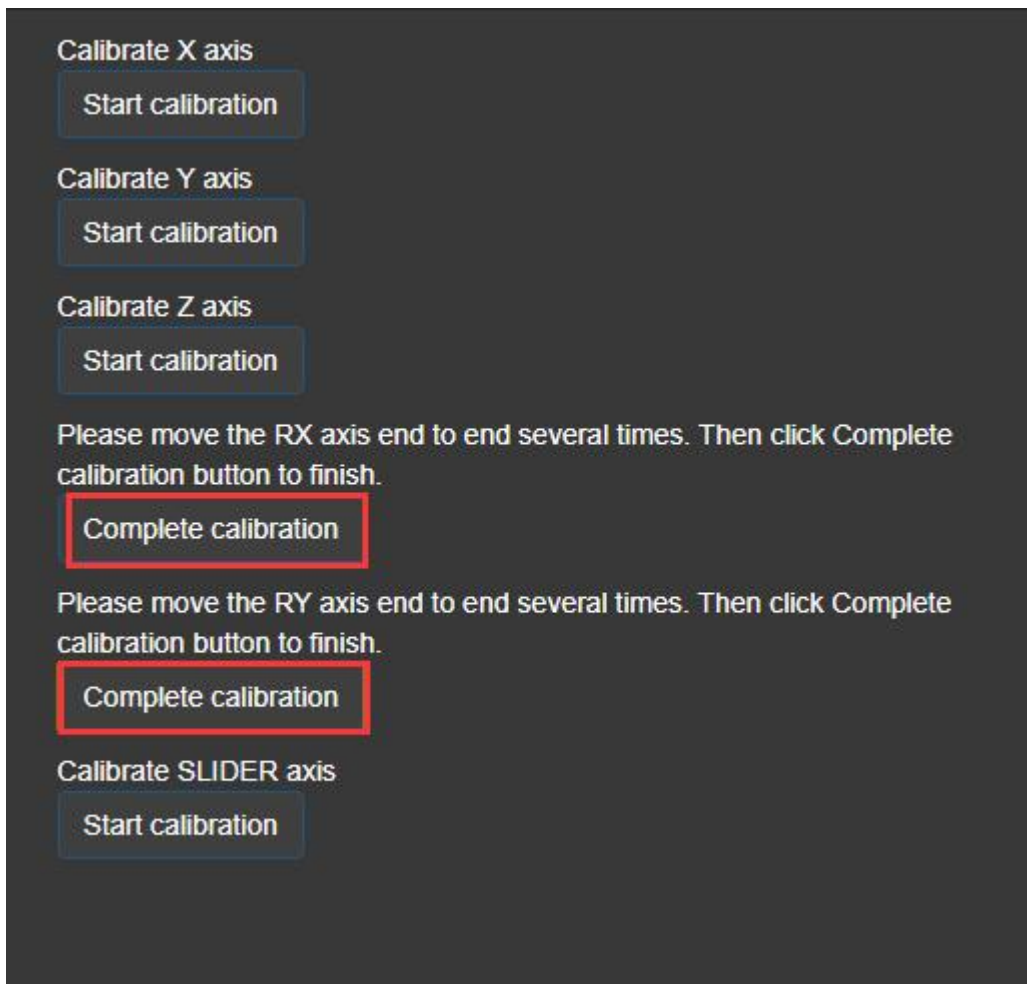 Calibrate X axis
Start calibration
Calibrate Y axis
Start calibration
Calibrate Z axis
Start calibration
Please move the RX axis end to end several times. Then click Complete
calibration button to finish.
Complete calibration
Please move the RY axis end to end several times. Then click Complete
calibration button to finish.
Complete calibration
Calibrate SLIDER axis
Start calibration